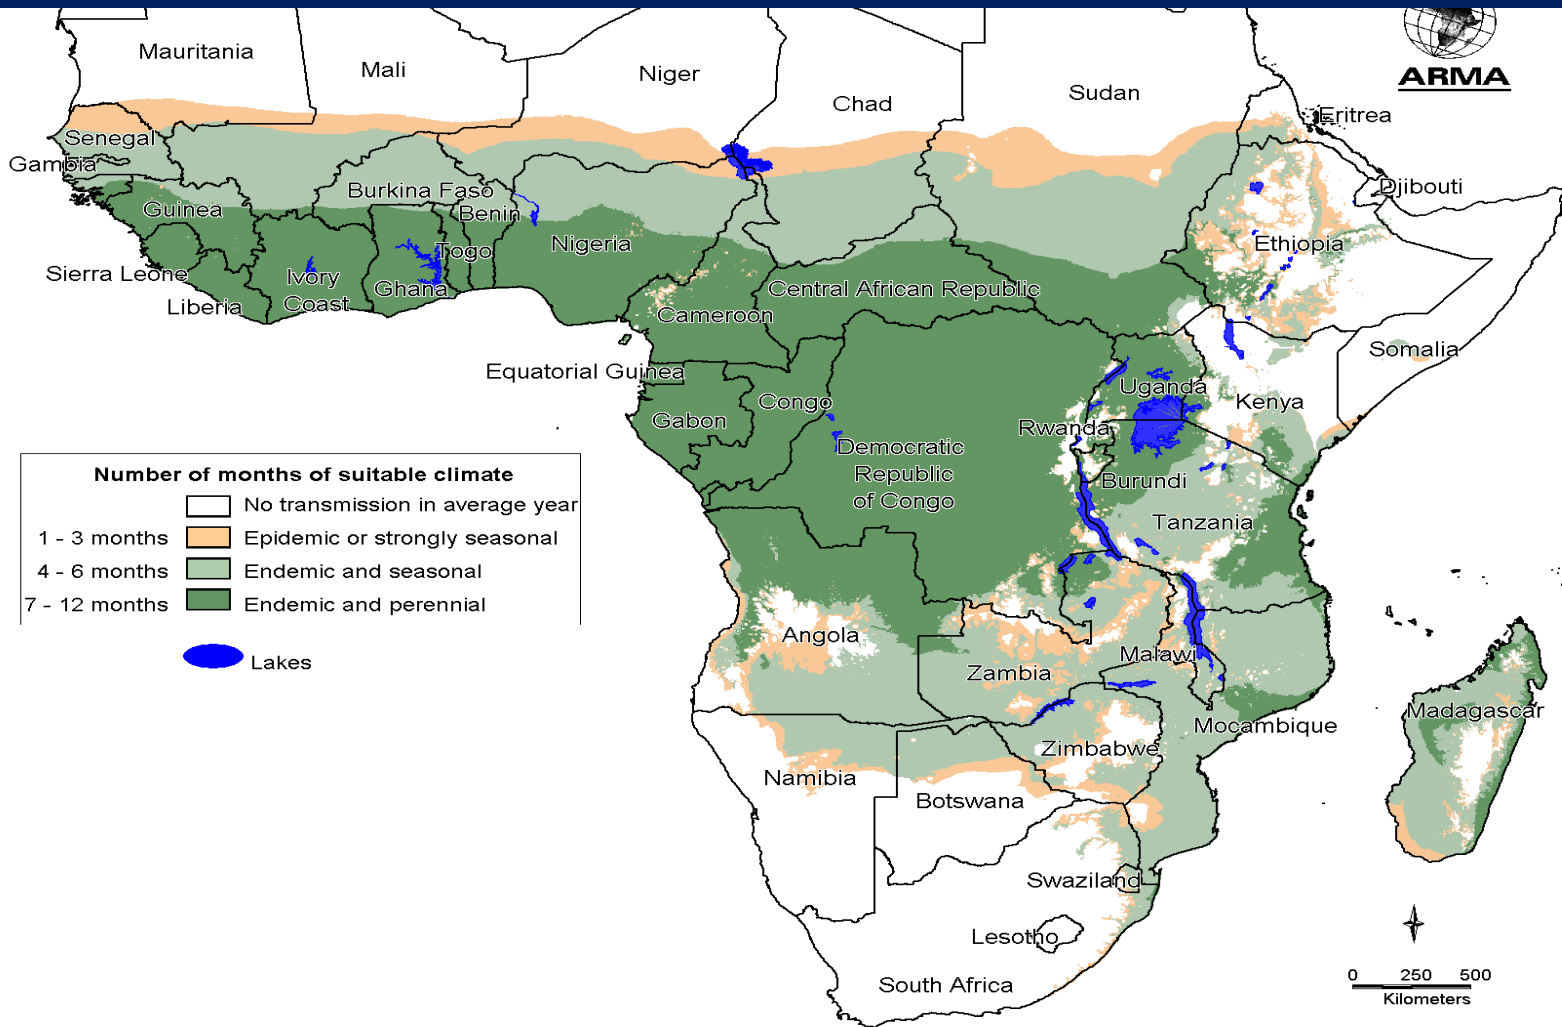 ARMA
Mauritania
Mali
Niger
Chad
Sudan
Eritrea
Senegal
Gambia
Burkina Faso
Benin
Djibouti
Guinea
Togo
Nigeria
Ethiopia
Sierra Leone
Ivory
Coast
Ghana
Liberia
Central African Republic
Cameroon
Somalia
Equatorial Guinea
Uganda
Kenya
Congo
Gabon
Rwanda
Democratic
Republic
of Congo
Burundi
Tanzania
Number of months of suitable climate
No transmission in average year
1 - 3 months Epidemic or strongly seasonal
4 - 6 months Endemic and seasonal
7 - 12 months Endemic and perennial
Lakes
Angola
Malawi
Zambia
Madagascar
Mocambique
Zimbabwe
Namibia
Botswana
Swaziland
Lesotho
South Africa
0 250 500
Kilometers